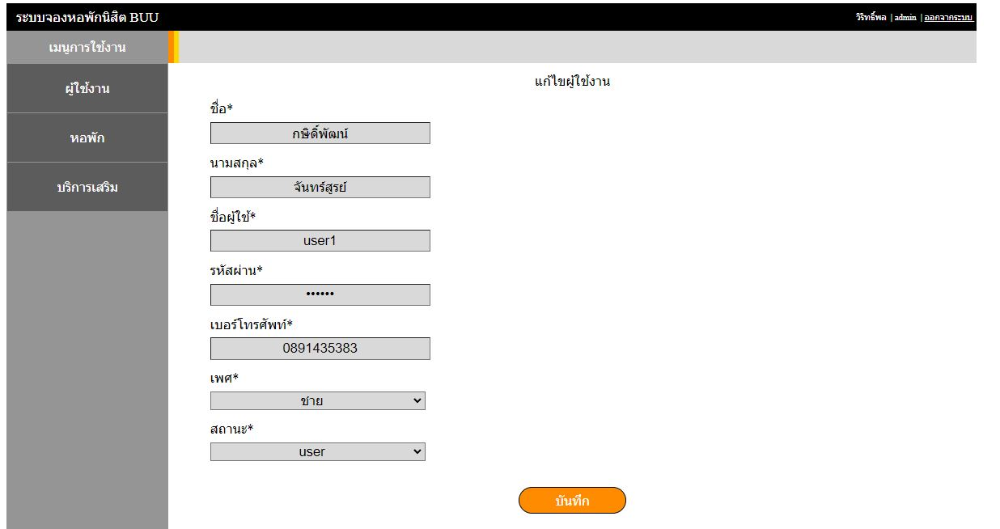 ระบบจองหอพักนิสิต BUU
วิริทธิ์พล | admin | ออกจากระบบ
เมนูการใช้งาน
ผู้ใช้งาน
หอพัก
บริการเสริม
แก้ไขผู้ใช้งาน
ชื่อ*
กษิดิ์พัฒน์
นามสกุล*
จันทร์สูรย์
ชื่อผู้ใช้*
user1
รหัสผ่าน*
••••••
เบอร์โทรศัพท์*
0891435383
เพศ*
ชาย
สถานะ*
user
บันทึก